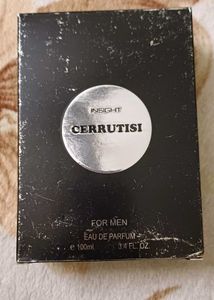 INSIGHT
CERRUTISI
FOR MEN
EAU DE PARFUM
℮ 100ml 3.4 FL. OZ.